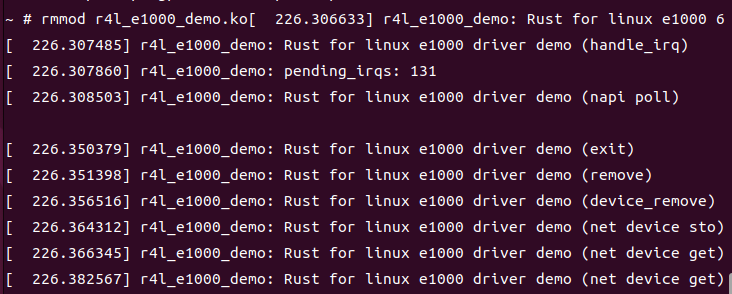 ~ # rmmod r4l_e1000_demo.ko[  226.306633] r4l_e1000_demo: Rust for linux e1000 6
[  226.307485] r4l_e1000_demo: Rust for linux e1000 driver demo (handle_irq)
[  226.307860] r4l_e1000_demo: pending_irqs: 131
[  226.308503] r4l_e1000_demo: Rust for linux e1000 driver demo (napi poll)
[  226.350379] r4l_e1000_demo: Rust for linux e1000 driver demo (exit)
[  226.351398] r4l_e1000_demo: Rust for linux e1000 driver demo (remove)
[  226.356516] r4l_e1000_demo: Rust for linux e1000 driver demo (device_remove)
[  226.364312] r4l_e1000_demo: Rust for linux e1000 driver demo (net device sto)
[  226.366345] r4l_e1000_demo: Rust for linux e1000 driver demo (net device get)
[  226.382567] r4l_e1000_demo: Rust for linux e1000 driver demo (net device get)